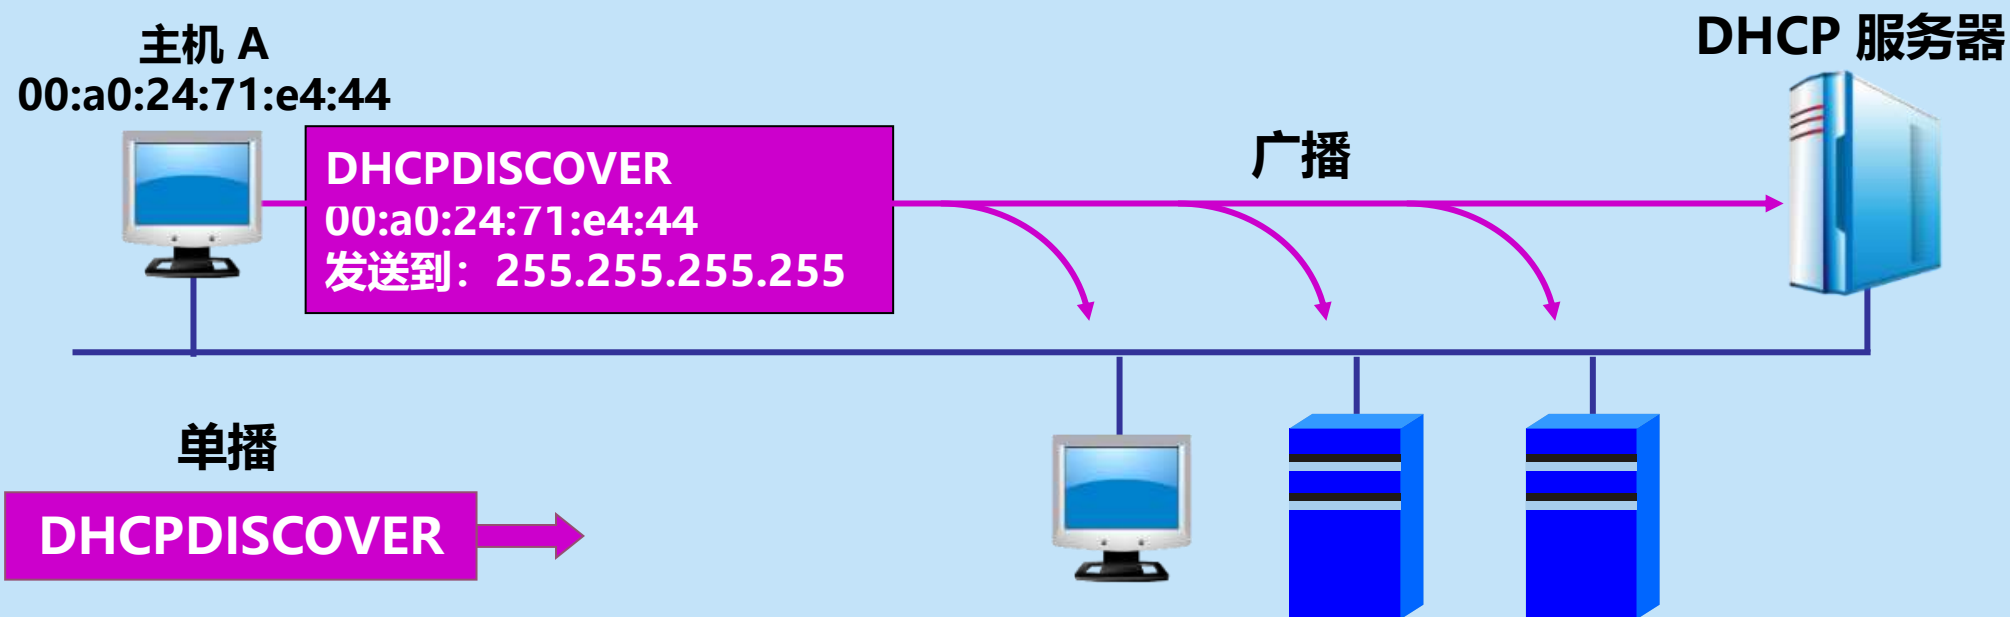 主机 A
00:a0:24:71:e4:44
DHCP 服务器
DHCPDISCOVER
00:a0:24:71:e4:44
发送到：255.255.255.255
广播
单播
DHCPDISCOVER